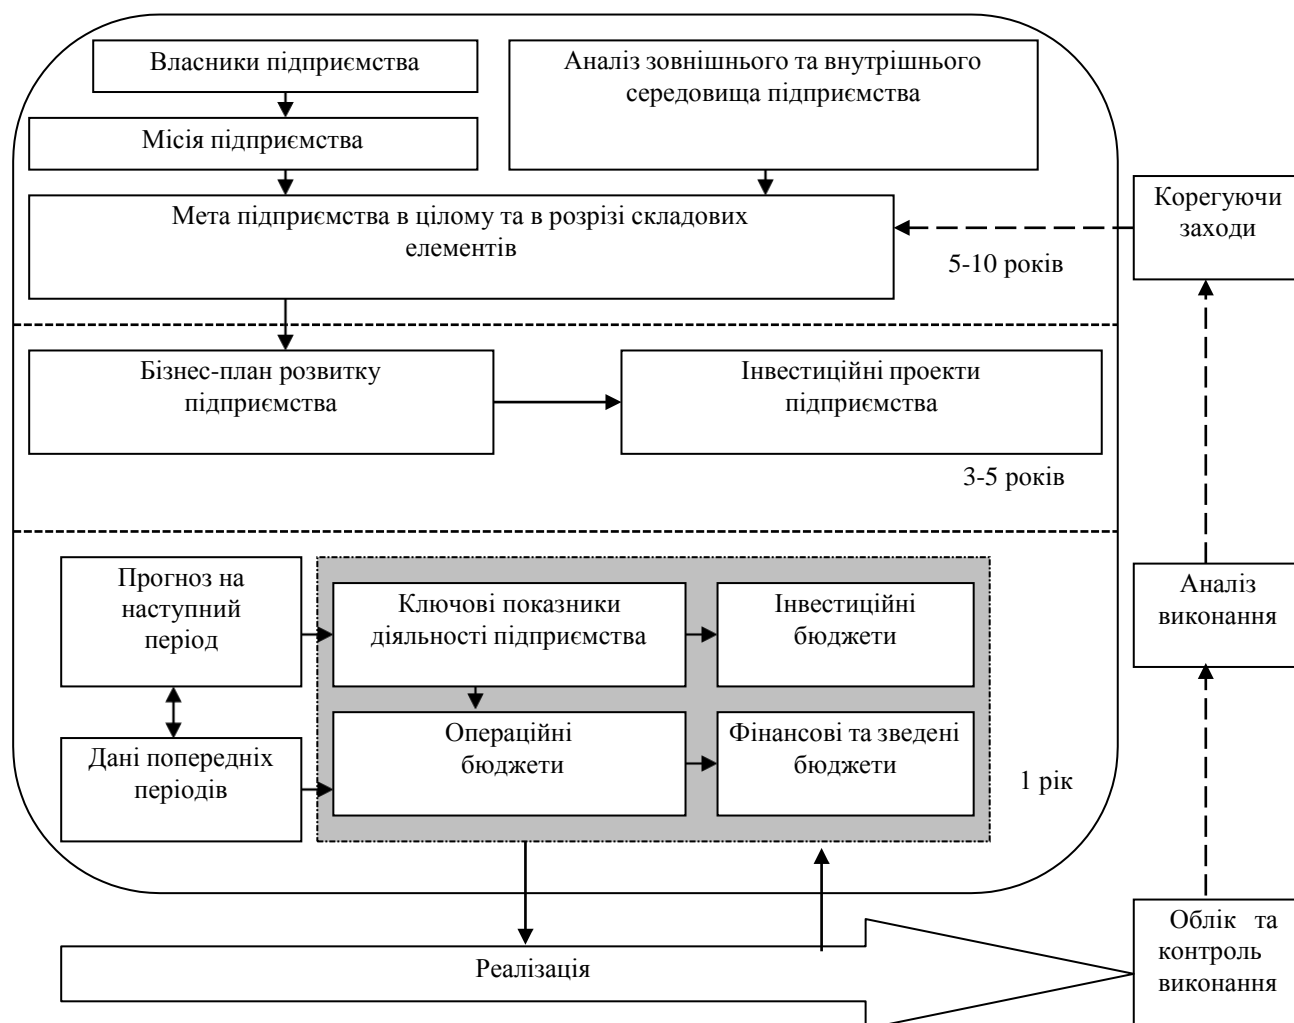 Власники підприємства
Аналіз зовнішнього та внутрішнього
середовища підприємства
Місія підприємства
Мета підприємства в цілому та в розрізі складових
елементів
Корегуючи
заходи
5-10 років
Бізнес-план розвитку
підприємства
Інвестиційні проекти
підприємства
3-5 років
Прогноз на
наступний
період
Ключові показники
діяльності підприємства
Інвестиційні
бюджети
Аналіз
виконання
Дані попередніх
періодів
Операційні
бюджети
Фінансові та зведені
бюджети
1 рік
Реалізація
Облік та
контроль
виконання